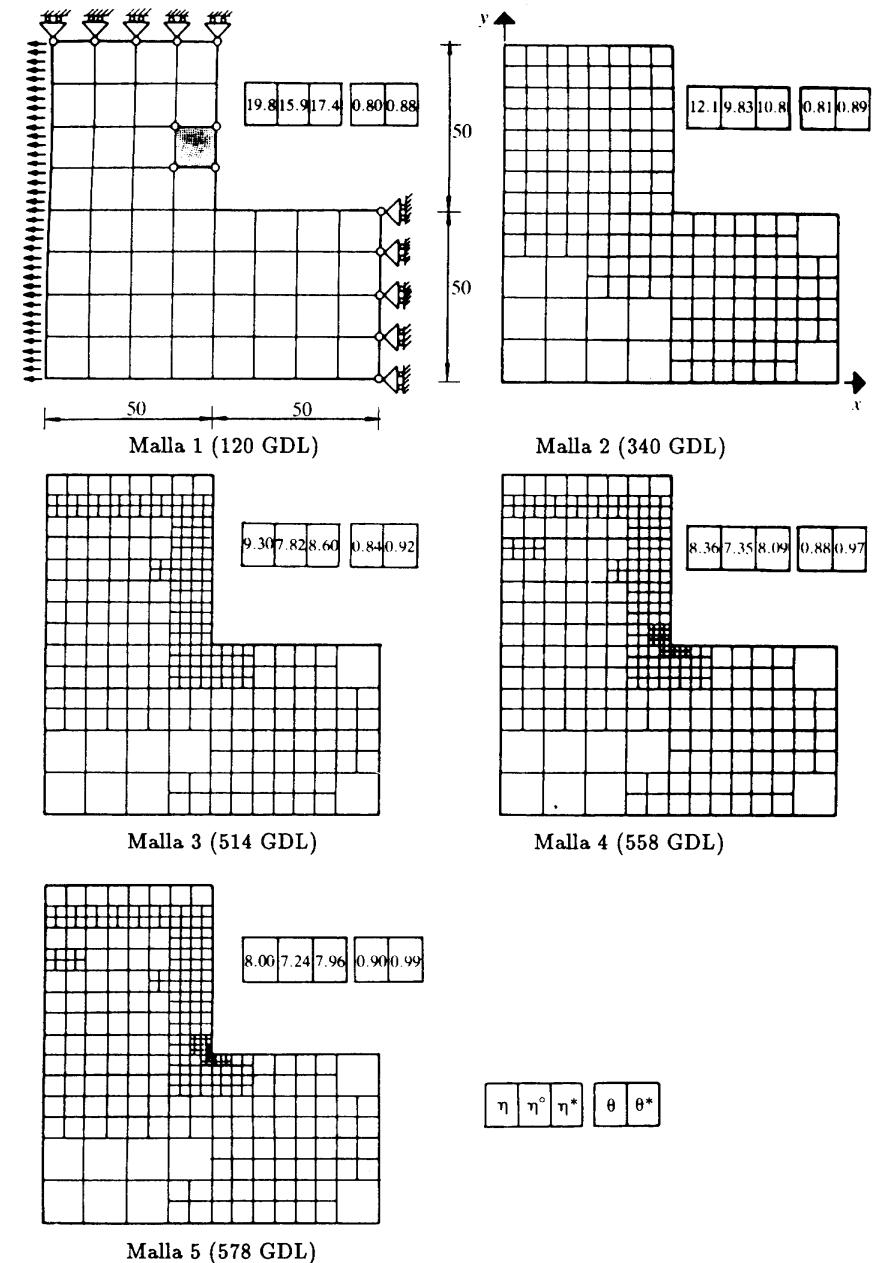 y
19.8 15.9 17.4 0.80 0.88
12.1 9.83 10.8 0.81 0.89
50
50
50 50
x
Malla 1 (120 GDL)
Malla 2 (340 GDL)
9.30 7.82 8.60 0.84 0.92
8.36 7.35 8.09 0.88 0.97
Malla 3 (514 GDL)
Malla 4 (558 GDL)
8.00 7.24 7.96 0.90 0.99
η η° η* θ θ*
Malla 5 (578 GDL)